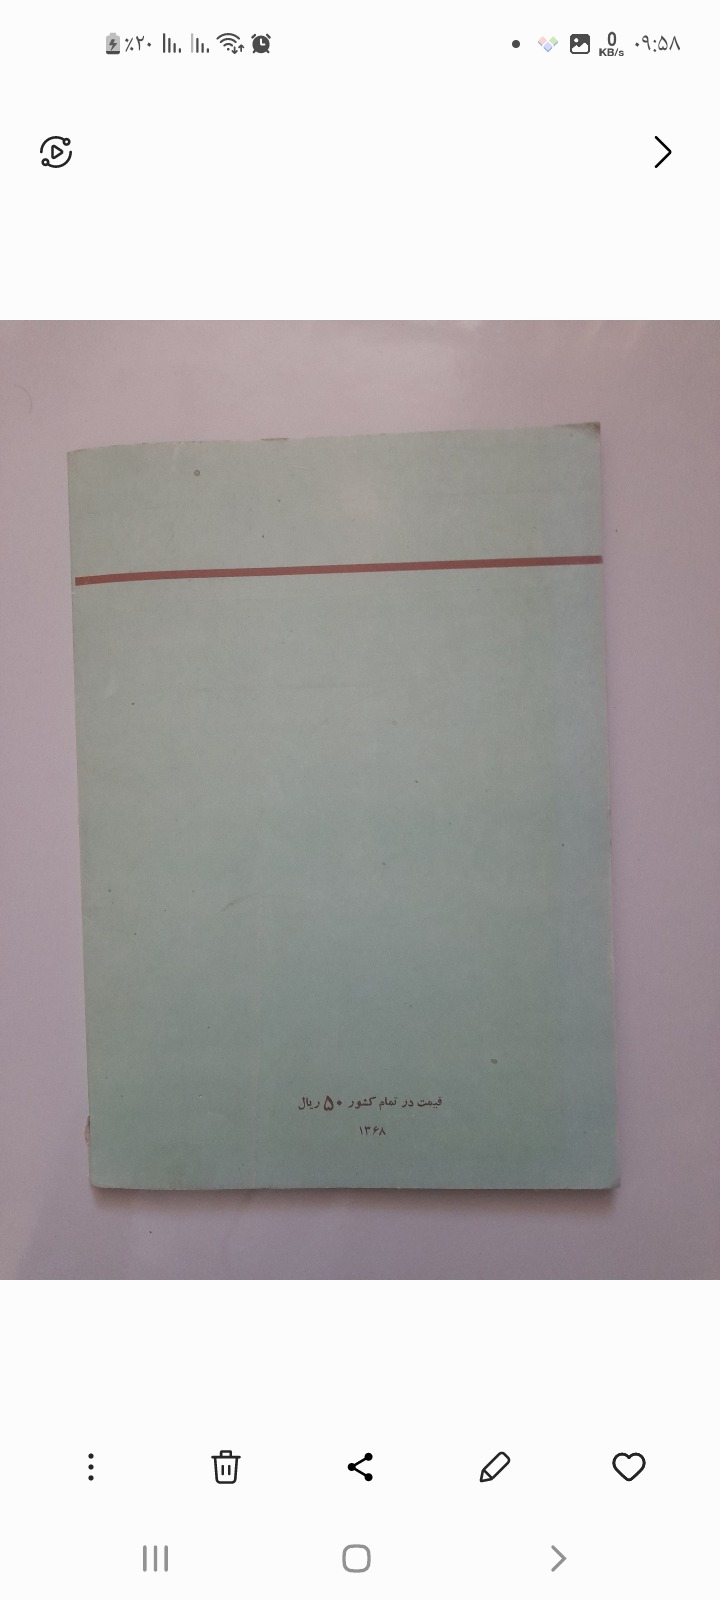 ٪۲۰
0 KB/s
۰۹:۵۸
قیمت در تمام کشور ۵۰ ریال
۱۳۶۸